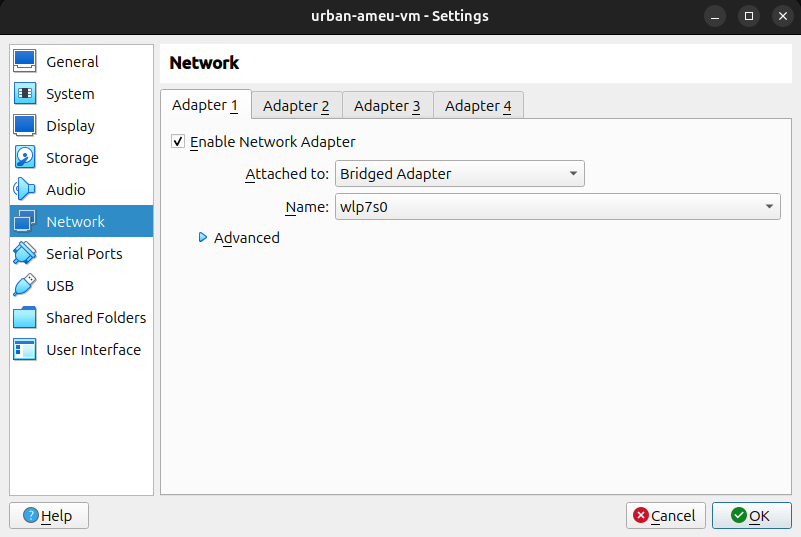 urban-ameu-vm - Settings
General
System
Display
Storage
Audio
Network
Serial Ports
USB
Shared Folders
User Interface
Network
Adapter 1 Adapter 2 Adapter 3 Adapter 4
Enable Network Adapter
Attached to: Bridged Adapter
Name: wlp7s0
Advanced
Help Cancel OK